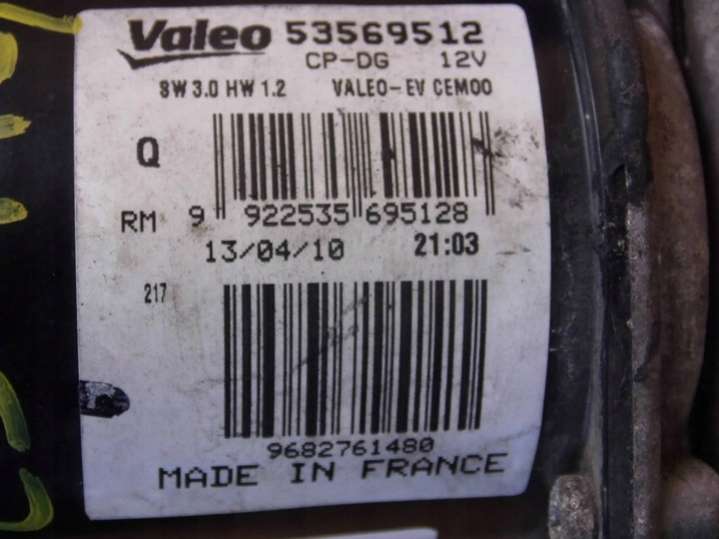 Valeo 53569512
CP-DG 12V
SW 3.0 HW 1.2 VALEO-EV CEM00
Q
RM 9 922535 695128
13/04/10 21:03
217
9682761480
MADE IN FRANCE